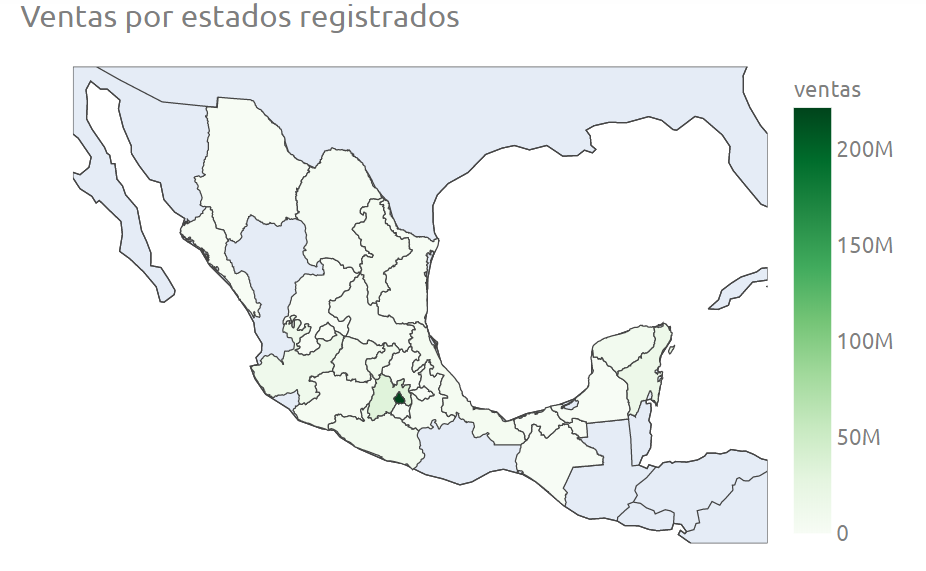 Ventas por estados registrados
ventas
200M
150M
100M
50M
0